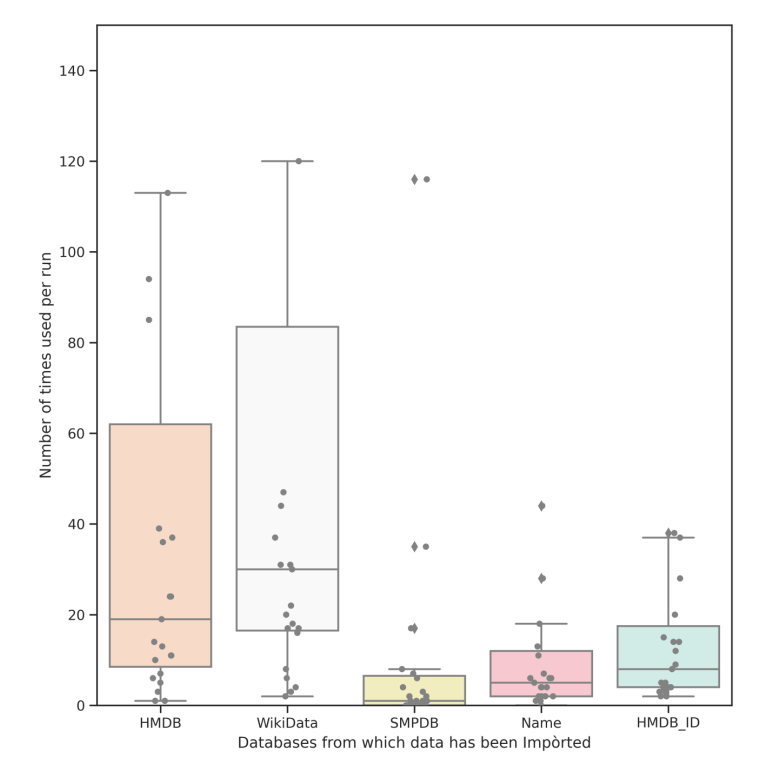 140
120
100
80
60
40
20
0
Number of times used per run
HMDB WikiData SMPDB Name HMDB_ID
Databases from which data has been Impòrted